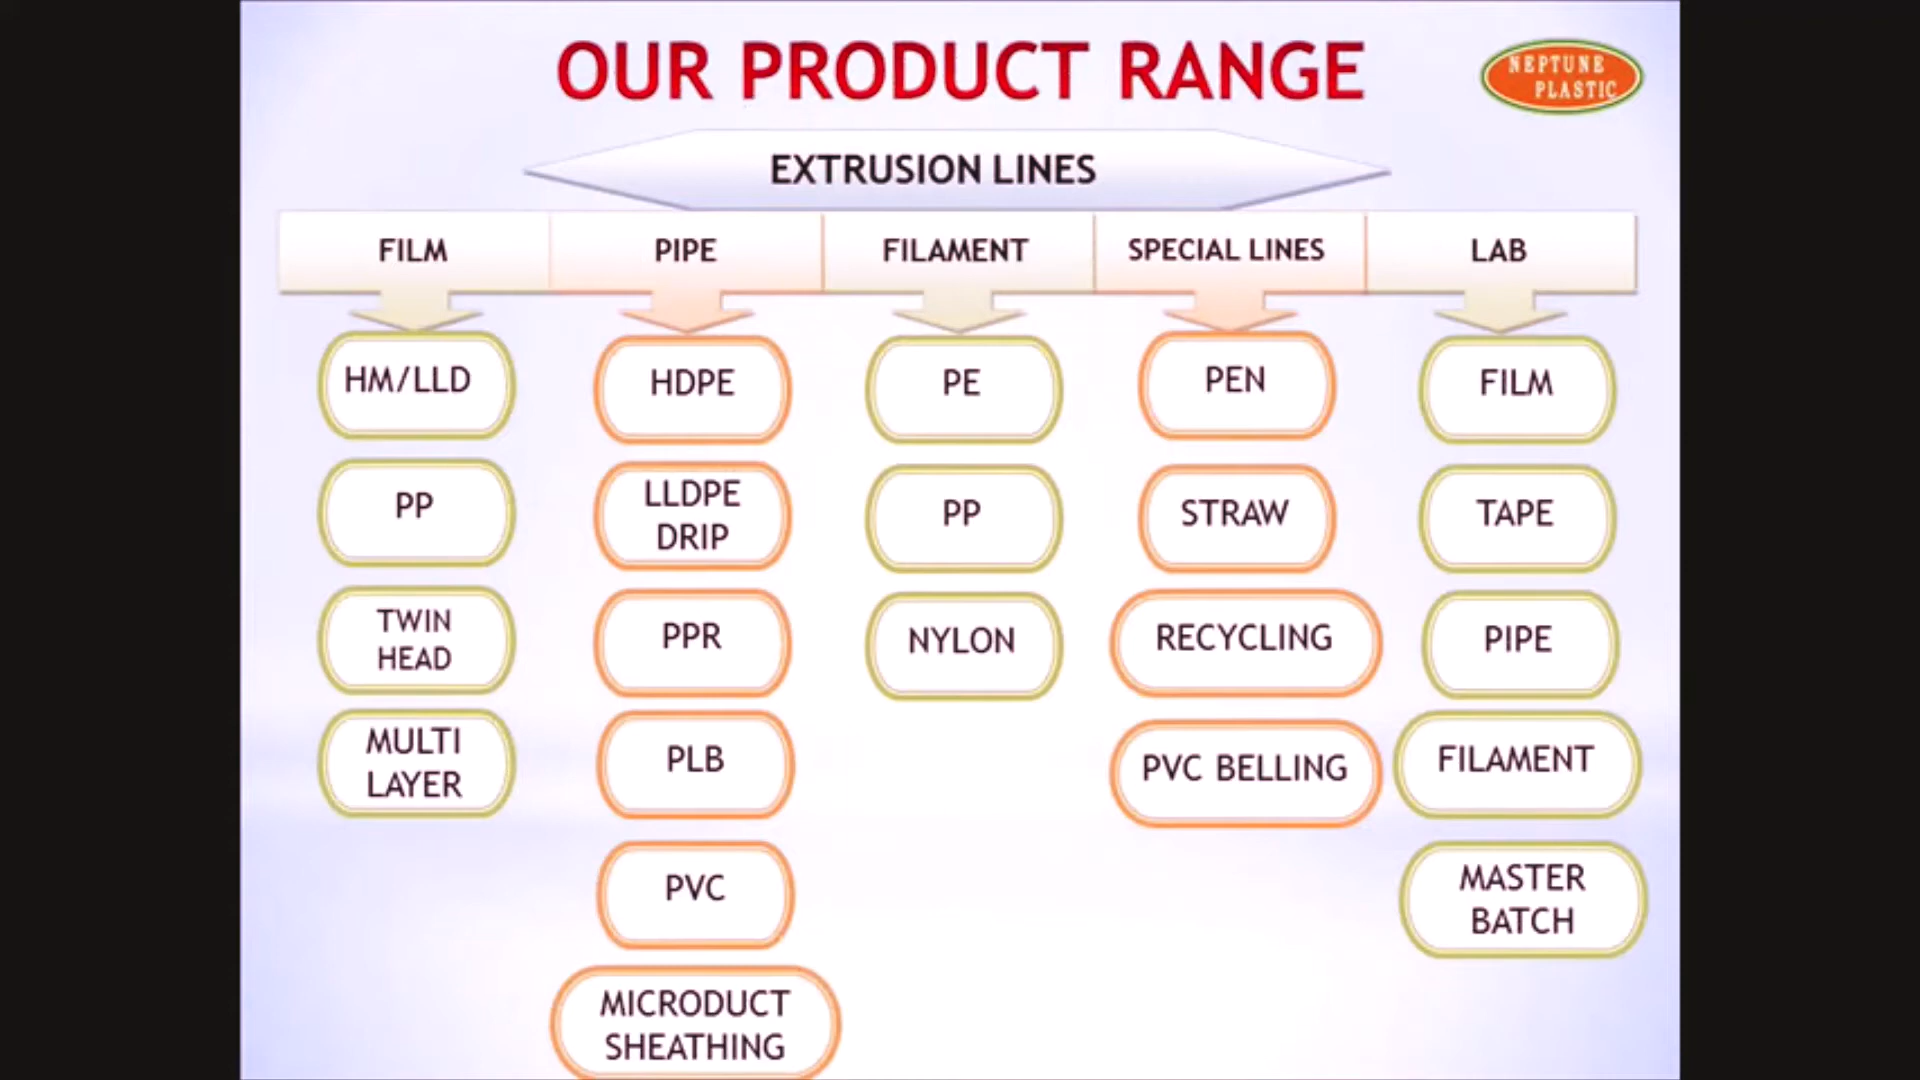 OUR PRODUCT RANGE
NEPTUNE
PLASTIC
EXTRUSION LINES
FILM
PIPE
FILAMENT
SPECIAL LINES
LAB
HM/LLD
PP
TWIN
HEAD
MULTI
LAYER
HDPE
LLDPE
DRIP
PPR
PLB
PVC
MICRODUCT
SHEATHING
PE
PP
NYLON
PEN
STRAW
RECYCLING
PVC BELLING
FILM
TAPE
PIPE
FILAMENT
MASTER
BATCH